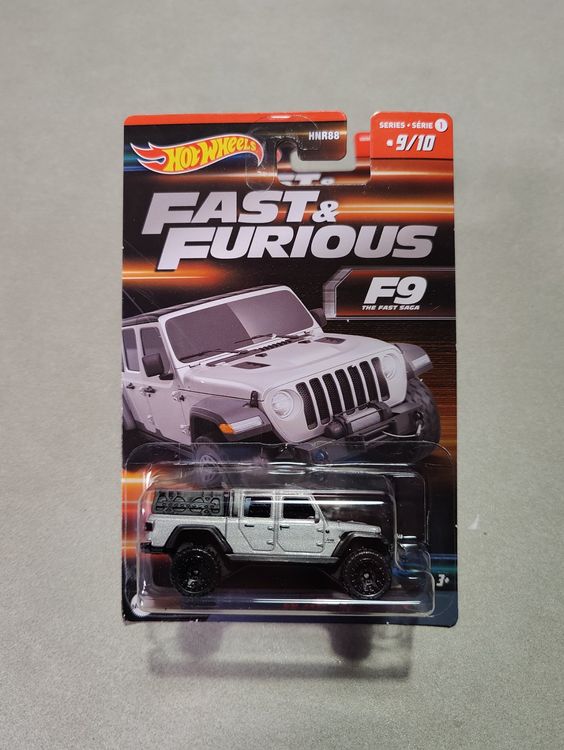 HNR88
SERIES • SÉRIE 1
9/10
Hot Wheels
FAST &
FURIOUS
F9
THE FAST SAGA
3+